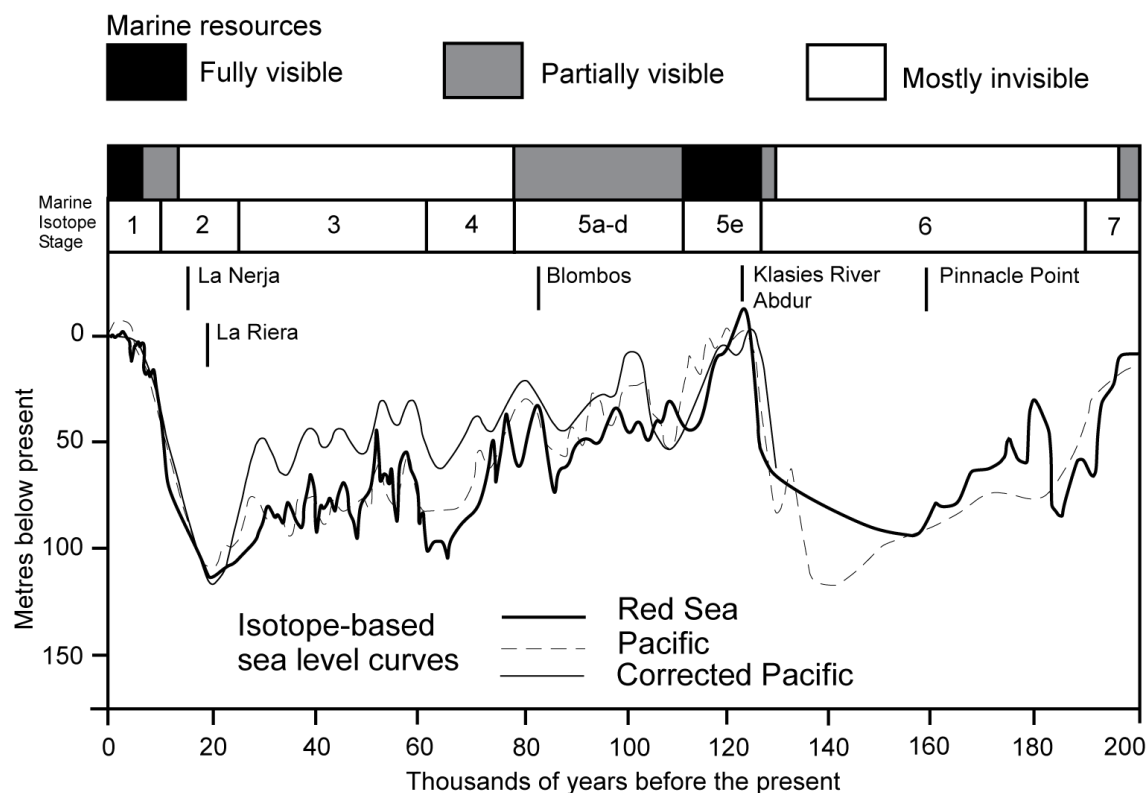 Marine resources
Fully visible
Partially visible
Mostly invisible
Marine
Isotope
Stage
1
2
3
4
5a-d
5e
6
7
La Nerja
Blombos
Klasies River
Abdur
Pinnacle Point
La Riera
0
50
100
150
Metres below present
Isotope-based
sea level curves
Red Sea
Pacific
Corrected Pacific
0 20 40 60 80 100 120 140 160 180 200
Thousands of years before the present